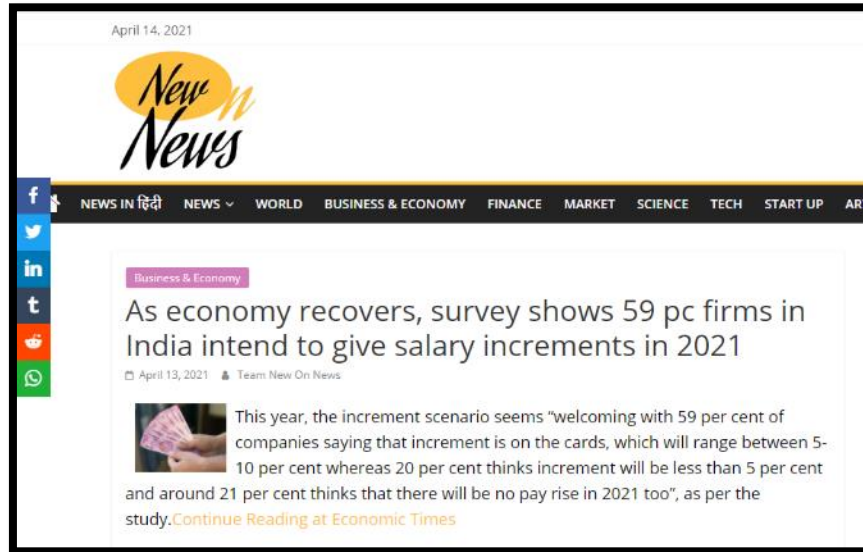 April 14, 2021
New n
News
NEWS IN हिंदी NEWS WORLD BUSINESS & ECONOMY FINANCE MARKET SCIENCE TECH START UP AR
f
in
t
Business & Economy
As economy recovers, survey shows 59 pc firms in
India intend to give salary increments in 2021
April 13, 2021 Team New On News
This year, the increment scenario seems “welcoming with 59 per cent of
companies saying that increment is on the cards, which will range between 5-
10 per cent whereas 20 per cent thinks increment will be less than 5 per cent
and around 21 per cent thinks that there will be no pay rise in 2021 too”, as per the
study.Continue Reading at Economic Times